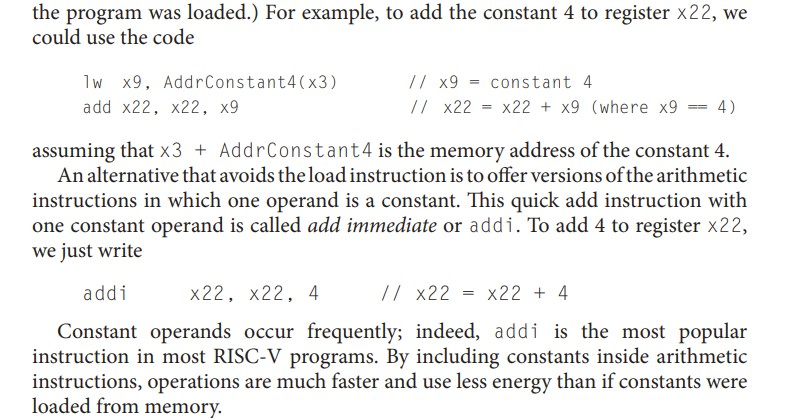 the program was loaded.) For example, to add the constant 4 to register x22, we
could use the code
lw x9, AddrConstant4(x3) // x9 = constant 4
add x22, x22, x9 // x22 = x22 + x9 (where x9 == 4)
assuming that x3 + AddrConstant4 is the memory address of the constant 4.
An alternative that avoids the load instruction is to offer versions of the arithmetic
instructions in which one operand is a constant. This quick add instruction with
one constant operand is called add immediate or addi. To add 4 to register x22,
we just write
addi x22, x22, 4 // x22 = x22 + 4
Constant operands occur frequently; indeed, addi is the most popular
instruction in most RISC-V programs. By including constants inside arithmetic
instructions, operations are much faster and use less energy than if constants were
loaded from memory.